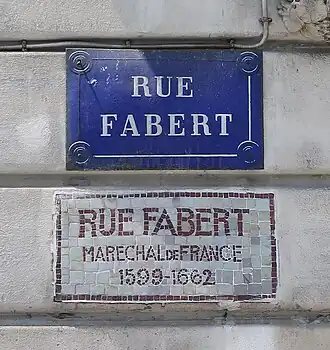 RUE
FABERT
RUE FABERT
MARECHAL DE FRANCE
1599-1662